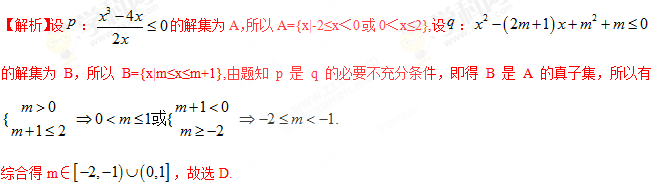 【解析】设 p : (x³-4x)/(2x) ≤0 的解集为 A,所以 A={x|-2≤x<0 或 0<x≤2},设 q : x²-(2m+1)x+m²+m≤0
的解集为 B, 所以 B={x|m≤x≤m+1},由题知 p 是 q 的必要不充分条件，即得 B 是 A 的真子集，所以有
{ m>0 m+1≤2 ⇒0<m≤1或{ m+1<0 m≥-2 ⇒-2≤m<-1.
综合得 m∈[-2,-1)∪(0,1]，故选 D.